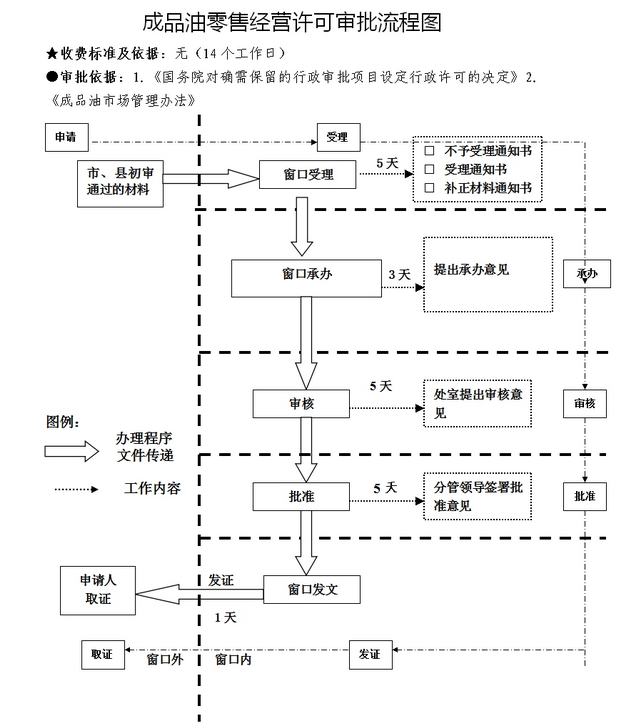 成品油零售经营许可审批流程图
★收费标准及依据：无（14个工作日）
●审批依据：1.《国务院对确需保留的行政审批项目设定行政许可的决定》2.
《成品油市场管理办法》
申请
受理
市、县初审
通过的材料
窗口受理
5天
□ 不予受理通知书
□ 受理通知书
□ 补正材料通知书
窗口承办
3天
提出承办意见
承办
审核
5天
处室提出审核意
见
审核
图例：
办理程序
文件传递
工作内容
批准
5天
分管领导签署批
准意见
批准
申请人
取证
发证
1天
窗口发文
取证
窗口外
窗口内
发证